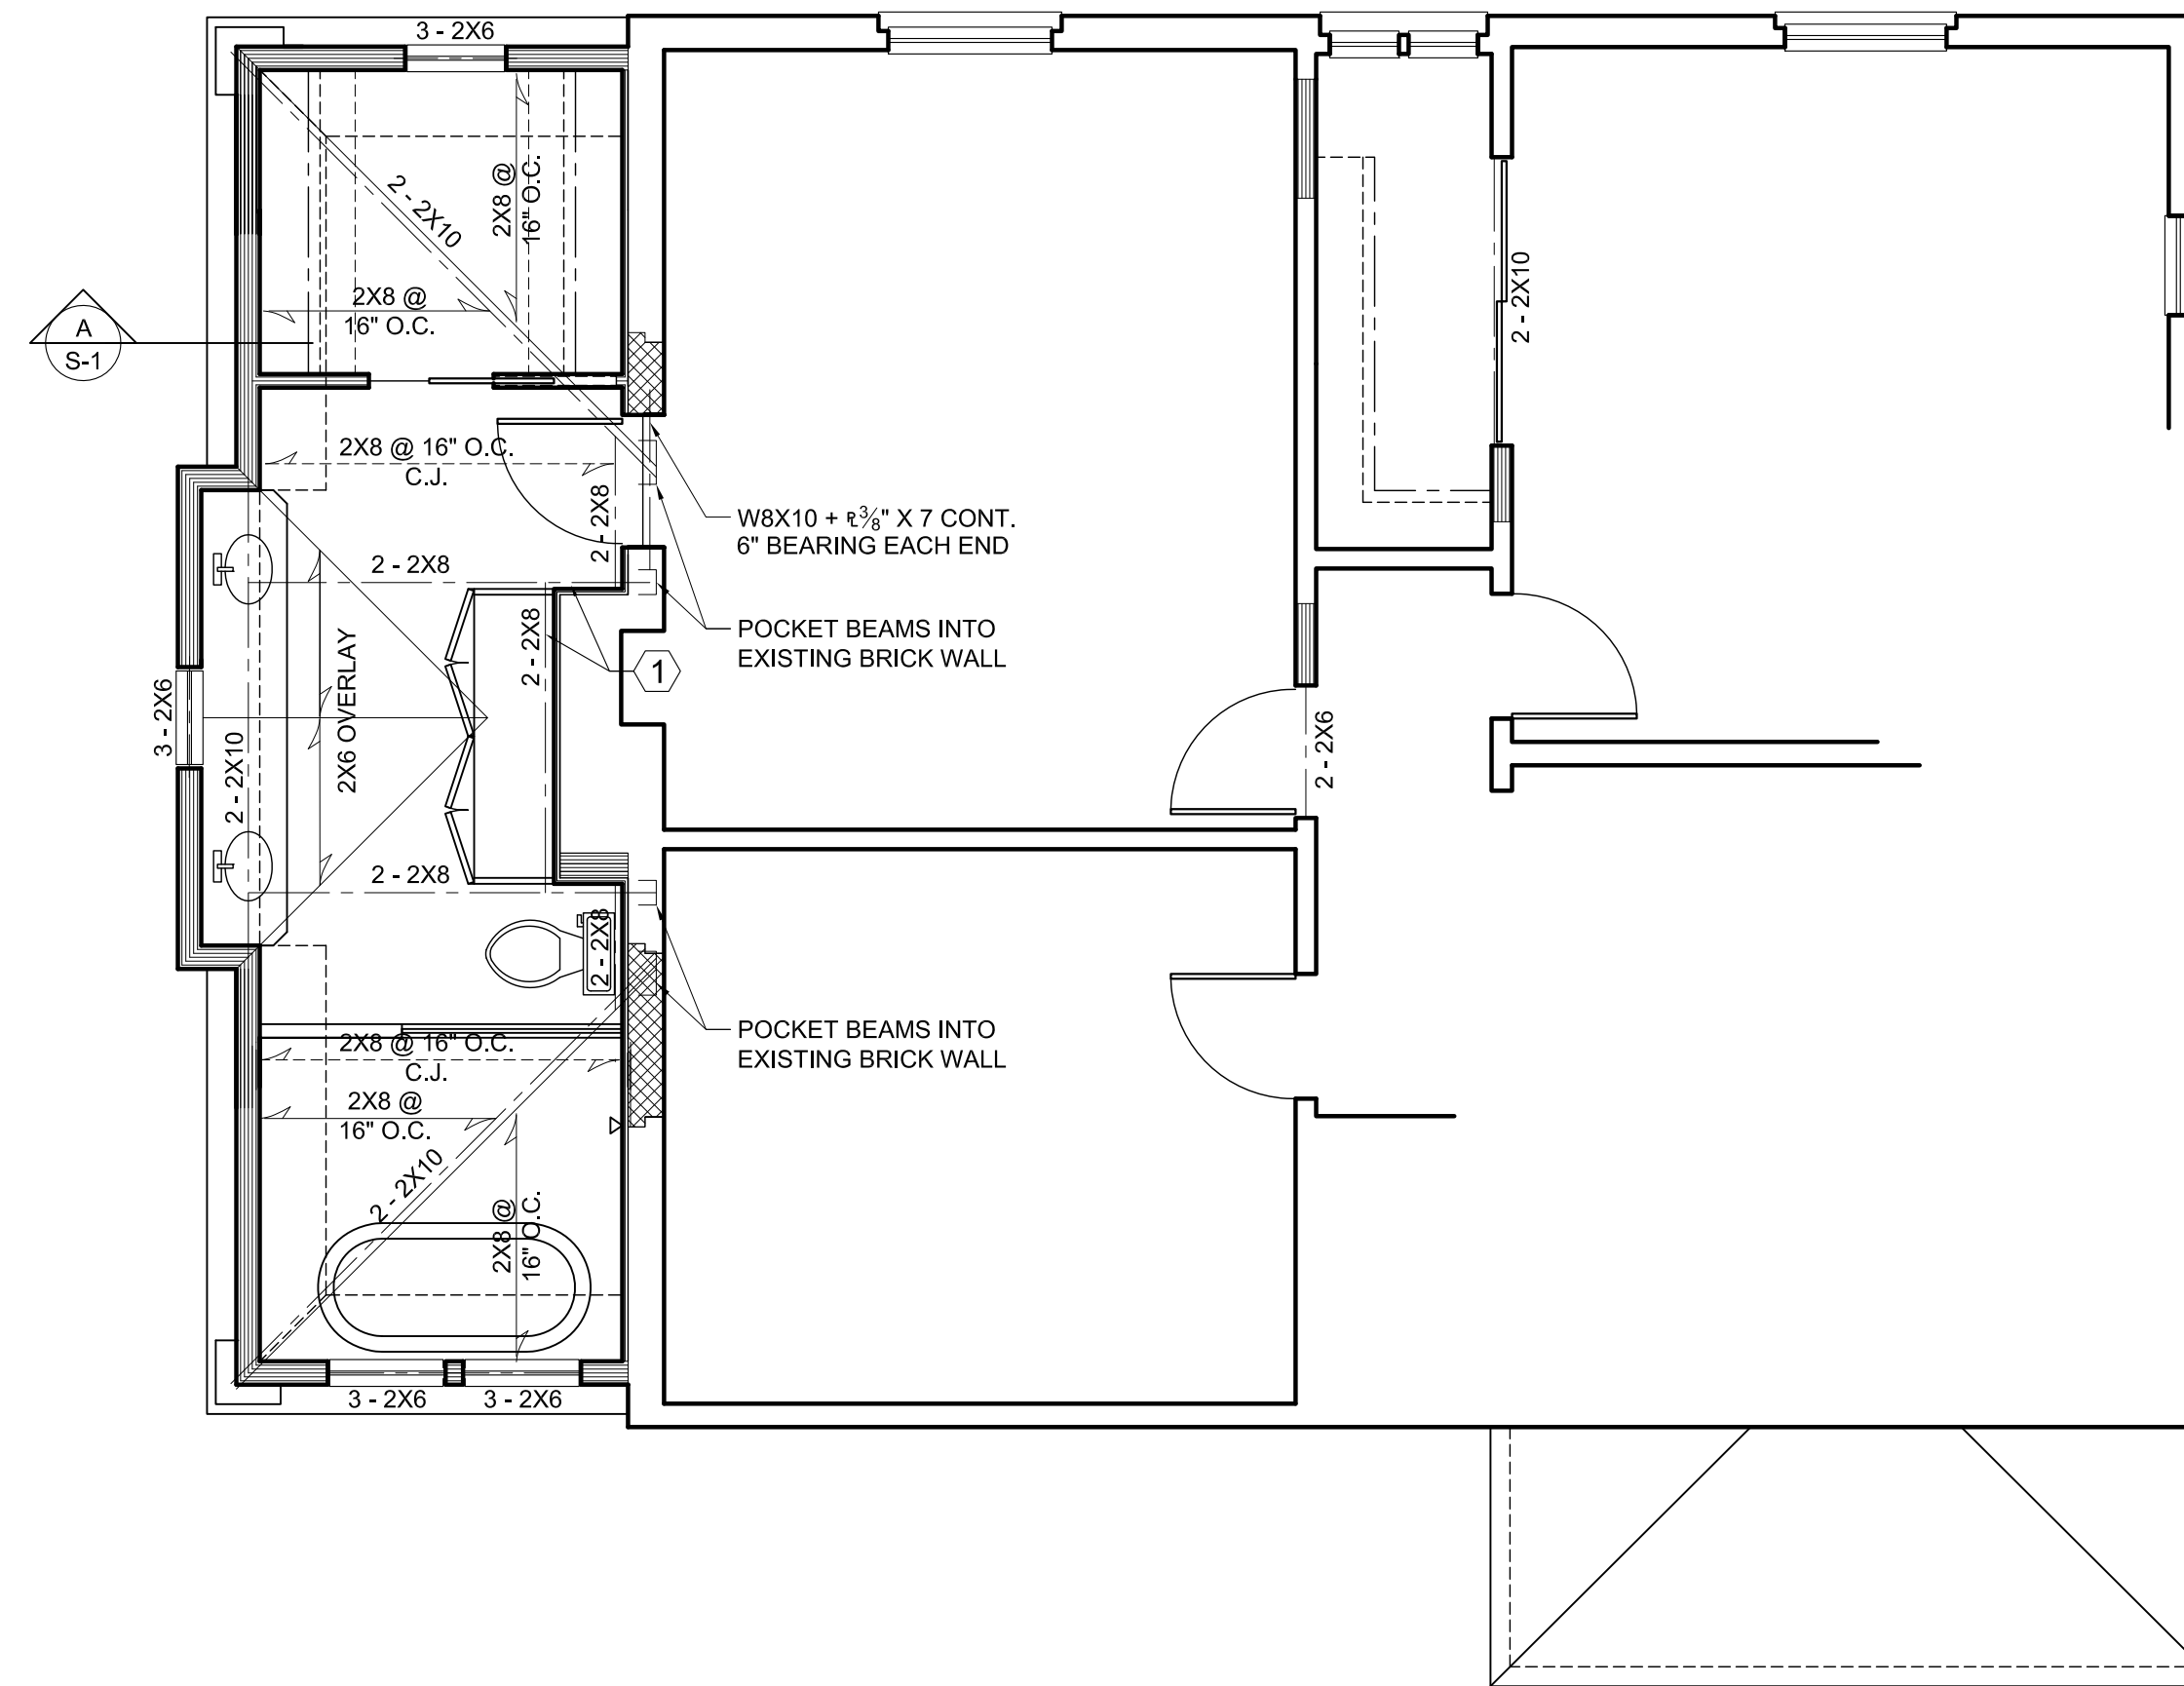 3 - 2X6
2 - 2X10
2X8 @
16" O.C.
2X8 @
16" O.C.
A
S-1
2X8 @ 16" O.C.
C.J.
2 - 2X8
2 - 2X10
W8X10 + ℞ 3/8" X 7 CONT.
6" BEARING EACH END
2 - 2X8
POCKET BEAMS INTO
EXISTING BRICK WALL
1
2 - 2X8
2X6 OVERLAY
3 - 2X6
2 - 2X10
2 - 2X6
2 - 2X8
2 - 2X8
POCKET BEAMS INTO
EXISTING BRICK WALL
2X8 @ 16" O.C.
C.J.
2X8 @
16" O.C.
2 - 2X10
2X8 @
16" O.C.
3 - 2X6
3 - 2X6